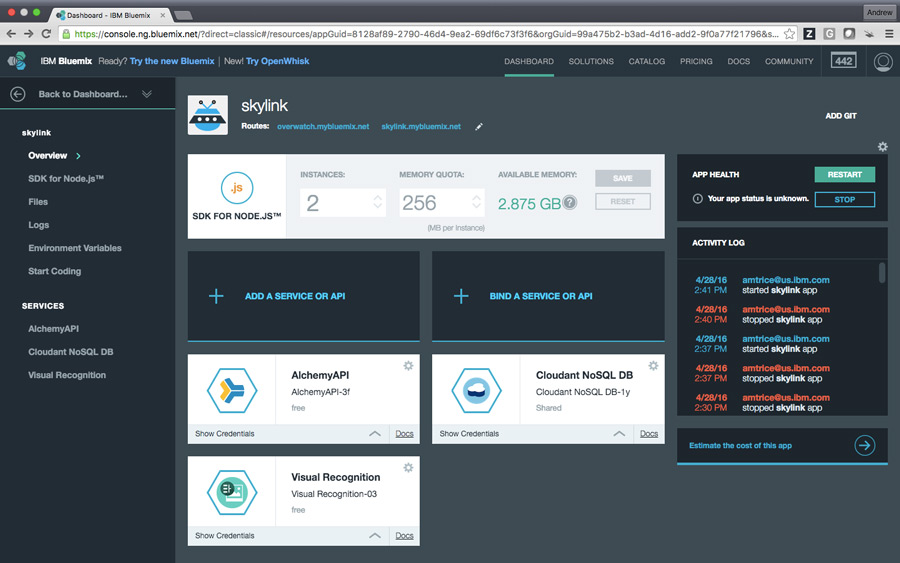 Dashboard - IBM Bluemix
Andrew
https://console.ng.bluemix.net/?direct=classic#/resources/appGuid=8128af89-2790-46d4-9ea2-69df6c73f3f6&orgGuid=99a475b2-b3ad-4d16-add2-9f0a77f21796&s...
IBM Bluemix Ready? Try the new Bluemix | New! Try OpenWhisk
DASHBOARD SOLUTIONS CATALOG PRICING DOCS COMMUNITY 442
Back to Dashboard...
skylink
Overview
SDK for Node.js™
Files
Logs
Environment Variables
Start Coding
SERVICES
AlchemyAPI
Cloudant NoSQL DB
Visual Recognition
skylink
Routes: overwatch.mybluemix.net skylink.mybluemix.net
ADD GIT
.js
SDK FOR NODE.JS™
INSTANCES: MEMORY QUOTA: AVAILABLE MEMORY:
2 256 2.875 GB ?
(MB per Instance)
SAVE
RESET
APP HEALTH
RESTART
Your app status is unknown.
STOP
ADD A SERVICE OR API
BIND A SERVICE OR API
ACTIVITY LOG
4/28/16 amtrice@us.ibm.com
2:41 PM started skylink app
4/28/16 amtrice@us.ibm.com
2:40 PM stopped skylink app
4/28/16 amtrice@us.ibm.com
2:37 PM started skylink app
4/28/16 amtrice@us.ibm.com
2:37 PM stopped skylink app
4/28/16 amtrice@us.ibm.com
2:30 PM stopped skylink app
Estimate the cost of this app
AlchemyAPI
AlchemyAPI-3f
free
Show Credentials Docs
Cloudant NoSQL DB
Cloudant NoSQL DB-1y
Shared
Show Credentials Docs
Visual Recognition
Visual Recognition-03
free
Show Credentials Docs